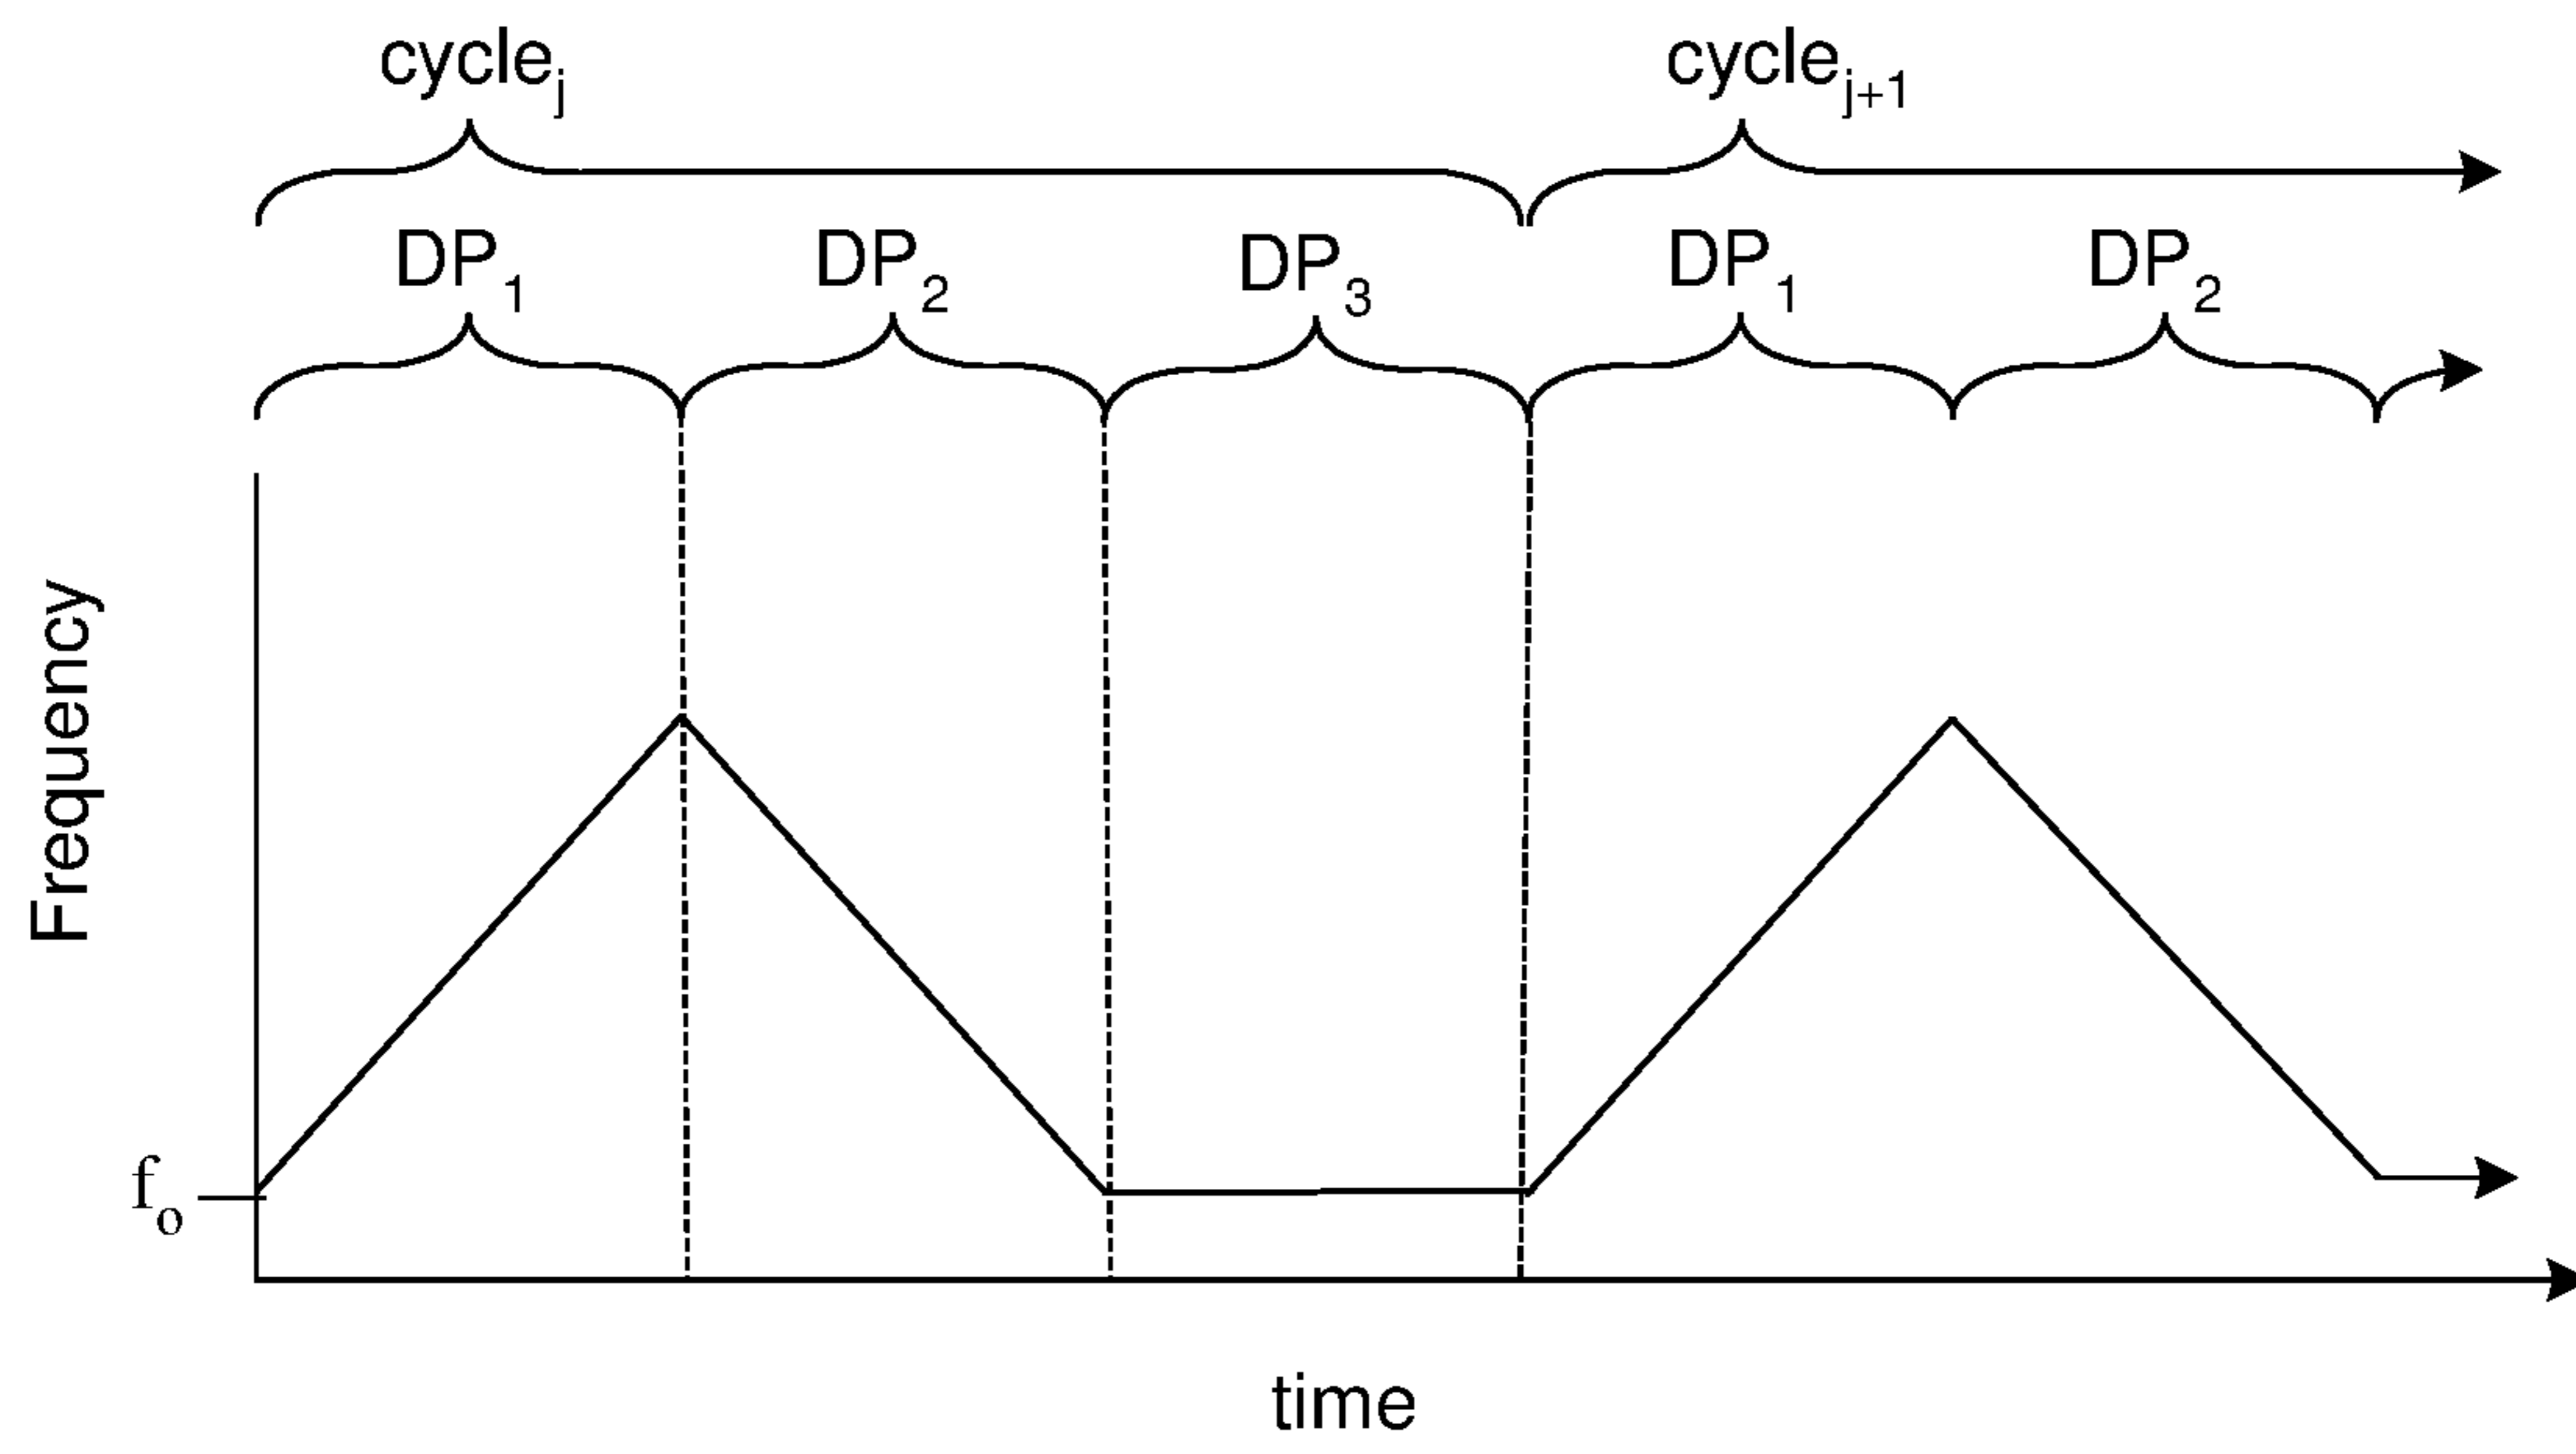 cycle_j cycle_j+1
DP_1 DP_2 DP_3 DP_1 DP_2
Frequency
f_o
time